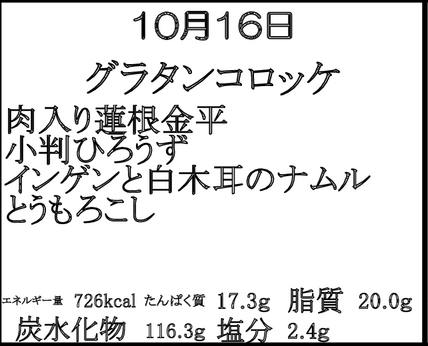 10月16日
グラタンコロッケ
肉入り蓮根金平
小判ひろうず
インゲンと白木耳のナムル
とうもろこし
エネルギー量 726kcal たんぱく質 17.3g 脂質 20.0g
炭水化物 116.3g 塩分 2.4g